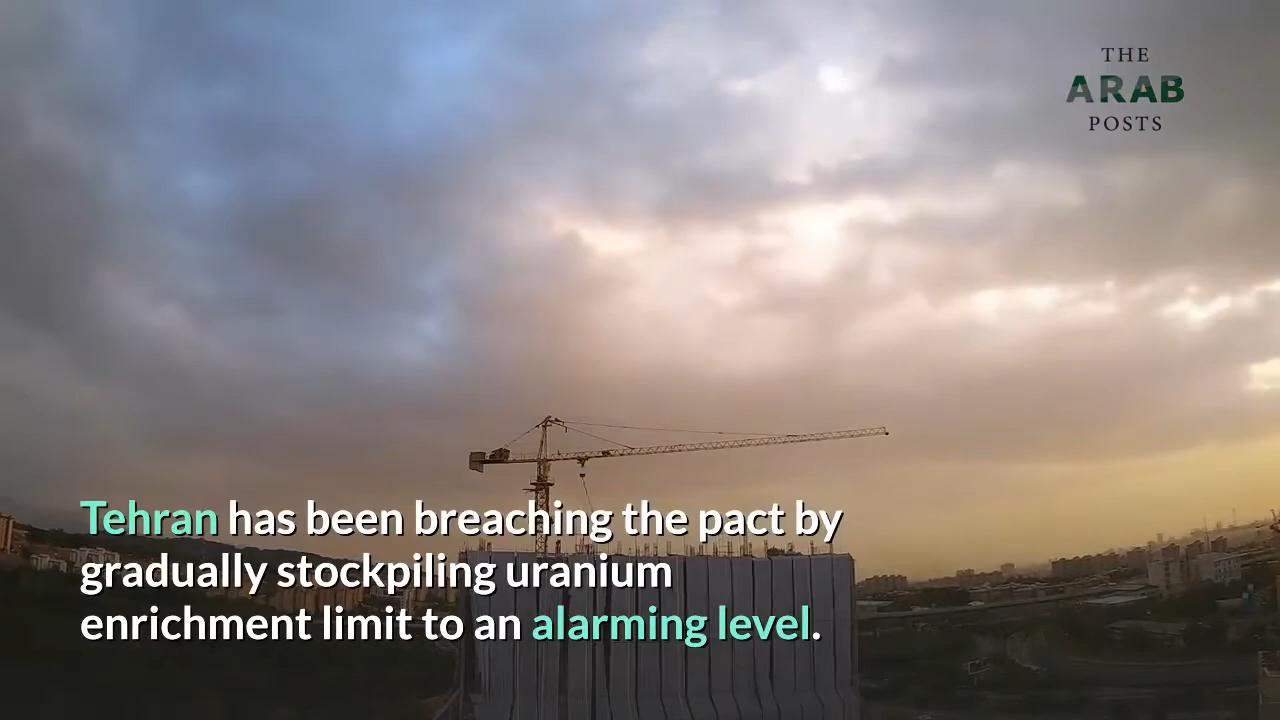 THE
ARAB
POSTS
Tehran has been breaching the pact by
gradually stockpiling uranium
enrichment limit to an alarming level.